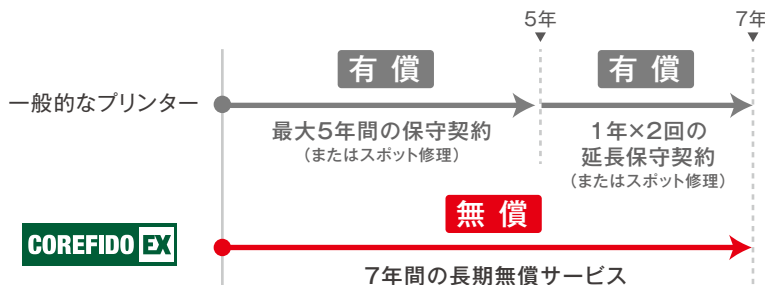 5年
7年
有償
有償
一般的なプリンター
最大5年間の保守契約
(またはスポット修理)
1年×2回の
延長保守契約
(またはスポット修理)
無償
COREFIDO EX
7年間の長期無償サービス